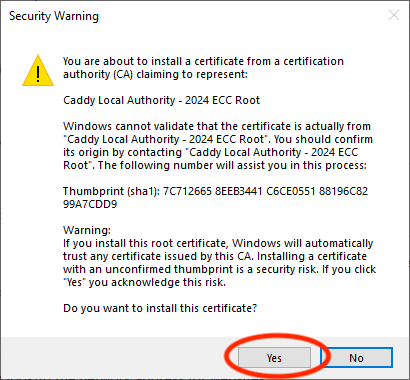 Security Warning
You are about to install a certificate from a certification
authority (CA) claiming to represent:
Caddy Local Authority - 2024 ECC Root
Windows cannot validate that the certificate is actually from
"Caddy Local Authority - 2024 ECC Root". You should confirm
its origin by contacting "Caddy Local Authority - 2024 ECC
Root". The following number will assist you in this process:
Thumbprint (sha1): 7C712665 8EEB3441 C6CE0551 88196C82
99A7CDD9
Warning:
If you install this root certificate, Windows will automatically
trust any certificate issued by this CA. Installing a certificate
with an unconfirmed thumbprint is a security risk. If you click
"Yes" you acknowledge this risk.
Do you want to install this certificate?
Yes No